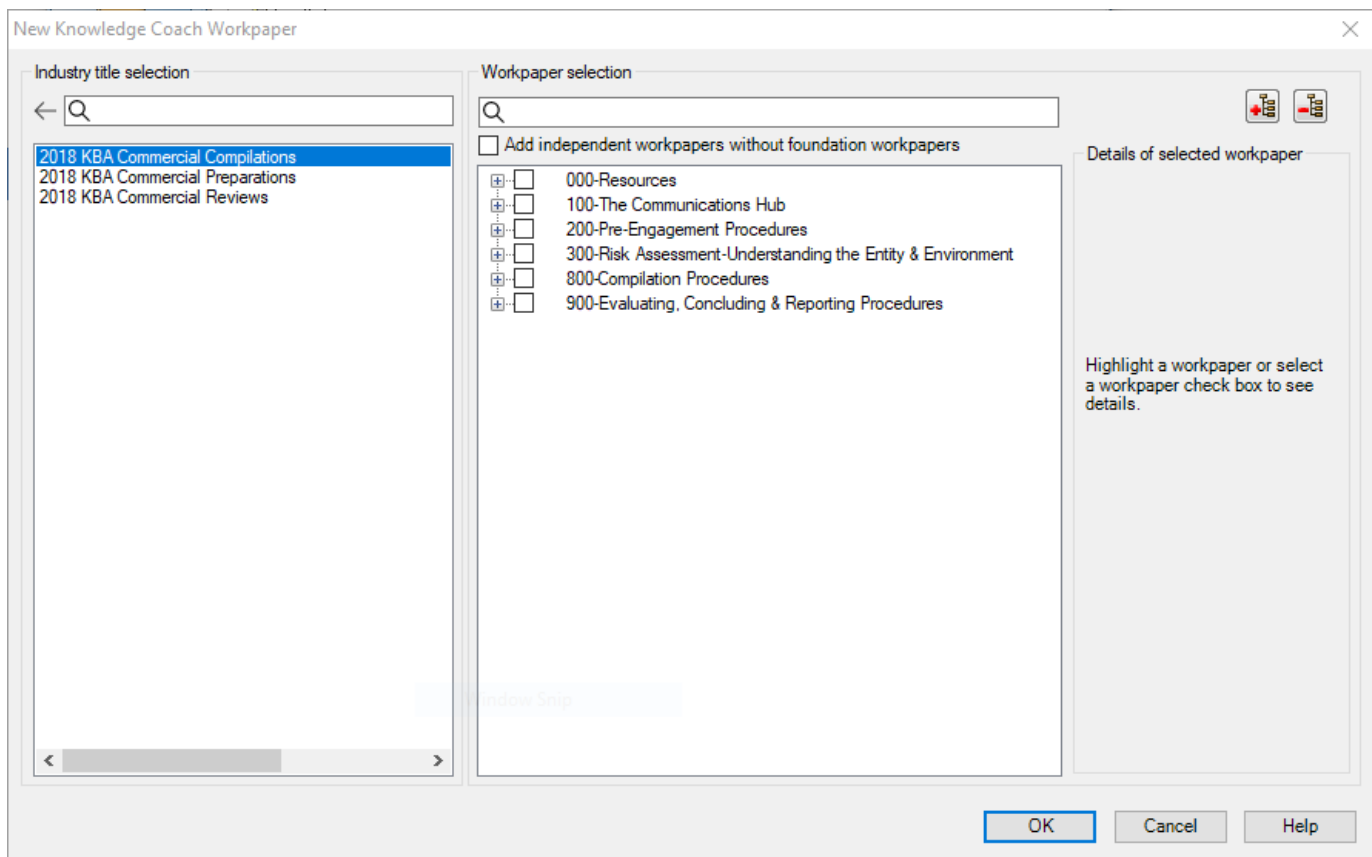 New Knowledge Coach Workpaper
Industry title selection
2018 KBA Commercial Compilations
2018 KBA Commercial Preparations
2018 KBA Commercial Reviews
Workpaper selection
Add independent workpapers without foundation workpapers
000-Resources
100-The Communications Hub
200-Pre-Engagement Procedures
300-Risk Assessment-Understanding the Entity & Environment
800-Compilation Procedures
900-Evaluating, Concluding & Reporting Procedures
Details of selected workpaper
Highlight a workpaper or select
a workpaper check box to see
details.
Window Snip
OK
Cancel
Help